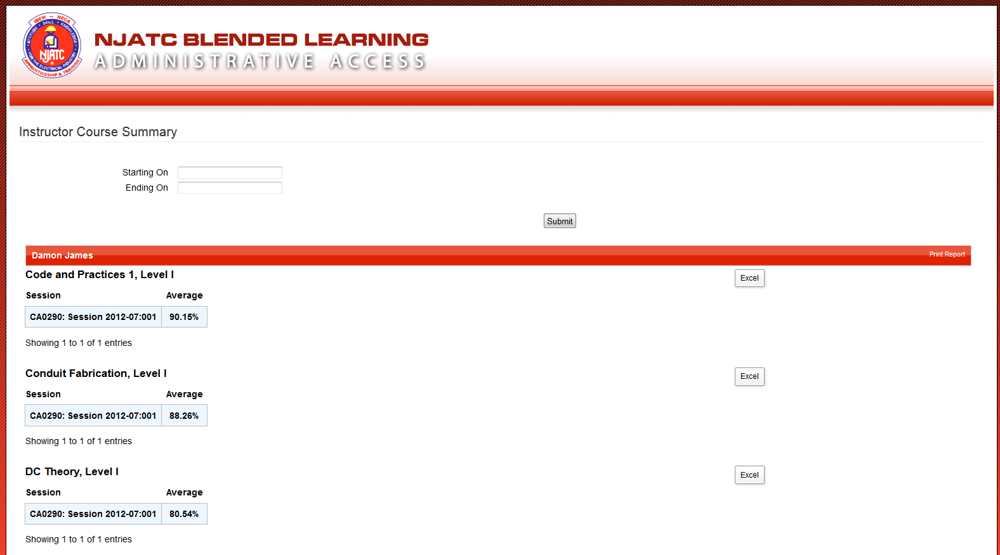 IBEW – NECA
ATTITUDE • SKILL • KNOWLEDGE
NJATC
FOR THE ELECTRICAL INDUSTRY
APPRENTICESHIP & TRAINING
NJATC BLENDED LEARNING
ADMINISTRATIVE ACCESS
Instructor Course Summary
Starting On
Ending On
Submit
Damon James Print Report
Code and Practices 1, Level I Excel
Session Average
CA0290: Session 2012-07:001 90.15%
Showing 1 to 1 of 1 entries
Conduit Fabrication, Level I Excel
Session Average
CA0290: Session 2012-07:001 88.26%
Showing 1 to 1 of 1 entries
DC Theory, Level I Excel
Session Average
CA0290: Session 2012-07:001 80.54%
Showing 1 to 1 of 1 entries